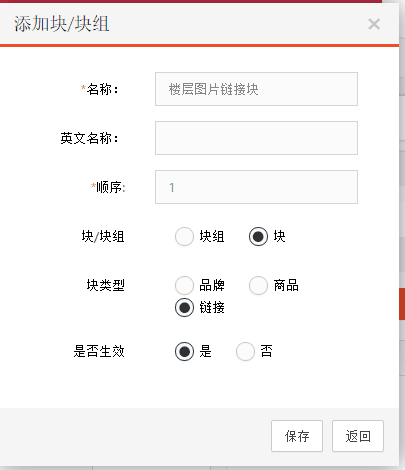 添加块/块组 ×
*名称： 楼层图片链接块
英文名称：
*顺序: 1
块/块组 块组 块
块类型 品牌 商品
链接
是否生效 是 否
保存 返回